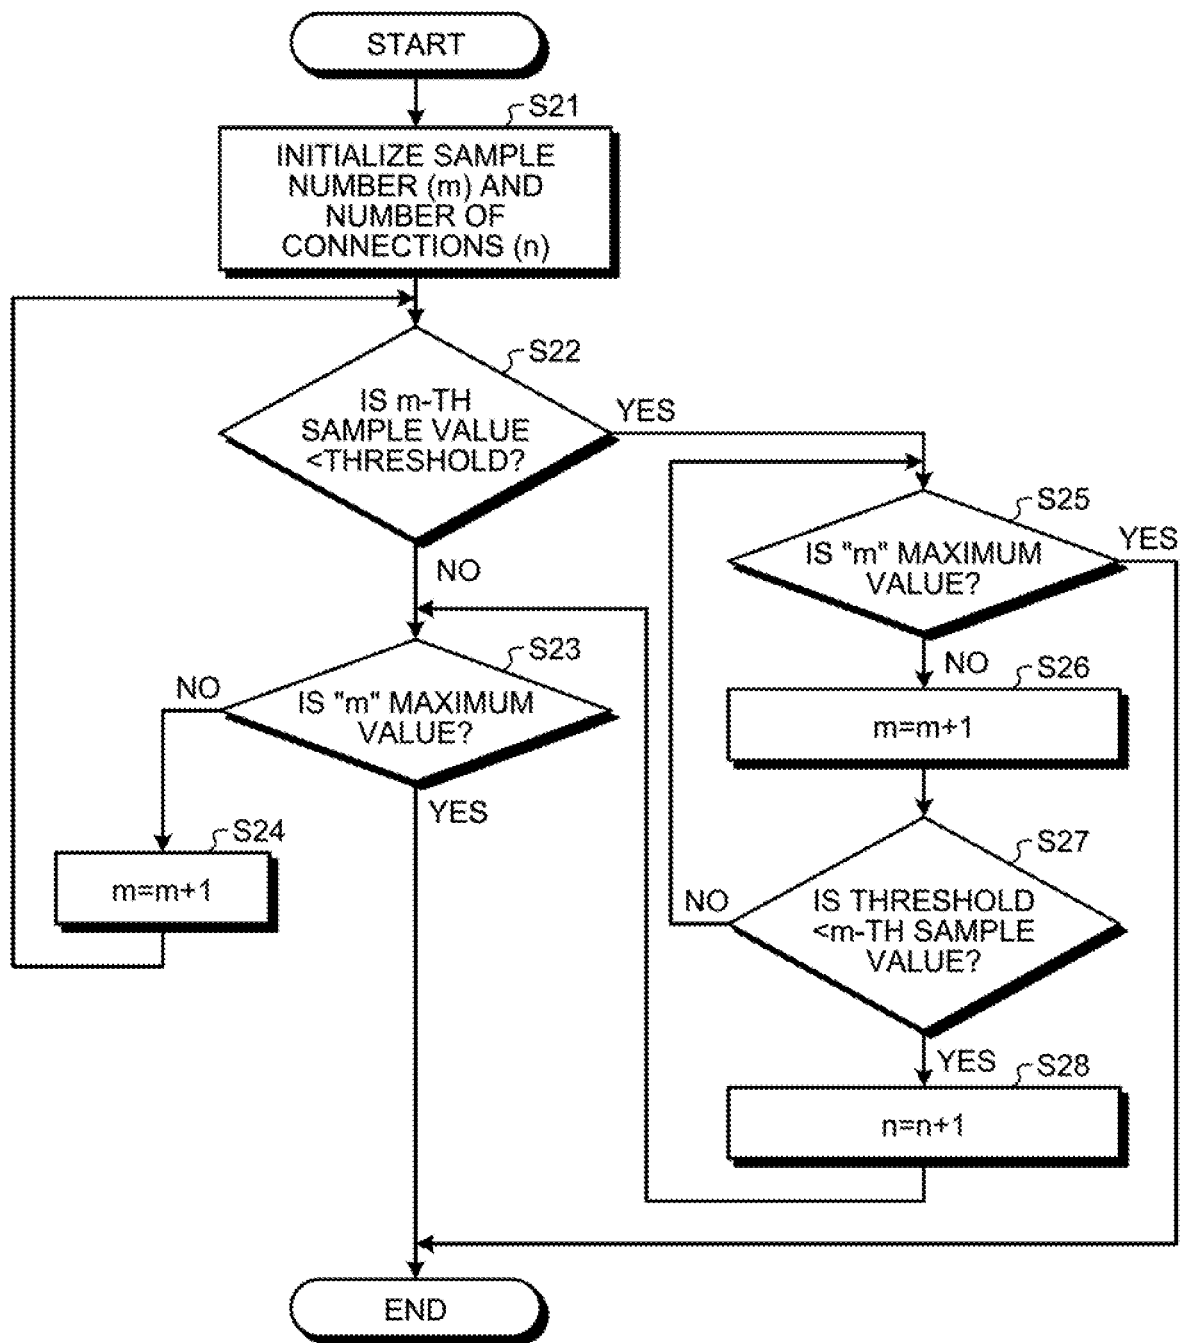 START
S21
INITIALIZE SAMPLE
NUMBER (m) AND
NUMBER OF
CONNECTIONS (n)
S22
IS m-TH
SAMPLE VALUE
<THRESHOLD?
YES
NO
S25
IS "m" MAXIMUM
VALUE?
YES
NO
S23
IS "m" MAXIMUM
VALUE?
NO
YES
S26
m=m+1
S24
m=m+1
S27
IS THRESHOLD
<m-TH SAMPLE
VALUE?
NO
YES
S28
n=n+1
END